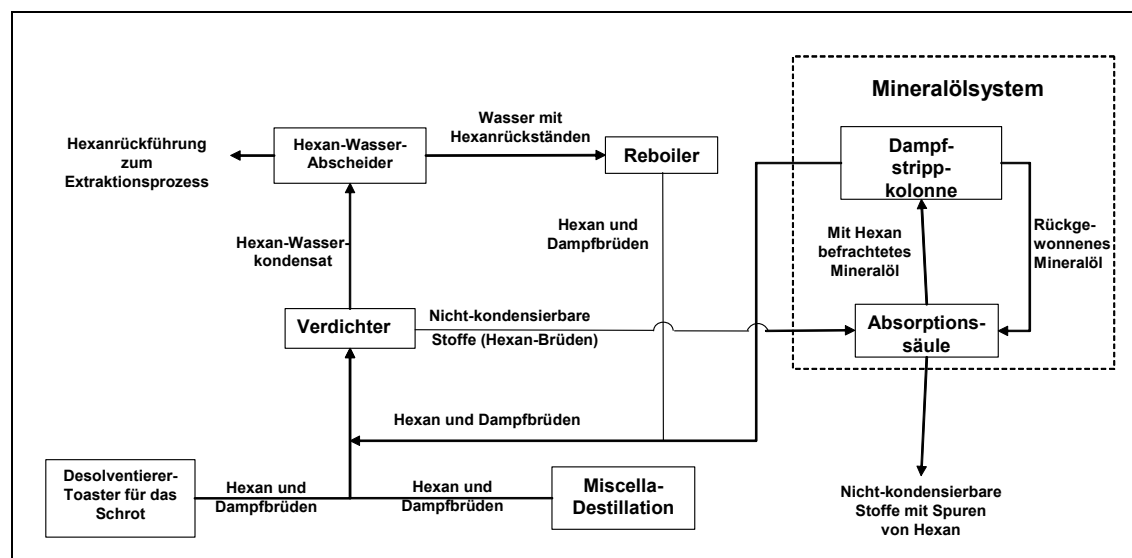 Mineralölsystem
Hexanrückführung
zum
Extraktionsprozess
Hexan-Wasser-
Abscheider
Wasser mit
Hexanrückständen
Reboiler
Dampf-
stripp-
kolonne
Hexan und
Dampfbrüden
Mit Hexan
befrachtetes
Mineralöl
Rückge-
wonnenes
Mineralöl
Hexan-Wasser-
kondensat
Verdichter
Nicht-kondensierbare
Stoffe (Hexan-Brüden)
Absorptions-
säule
Hexan und Dampfbrüden
Desolventierer-
Toaster für das
Schrot
Hexan und
Dampfbrüden
Hexan und
Dampfbrüden
Miscella-
Destillation
Nicht-kondensierbare
Stoffe mit Spuren
von Hexan